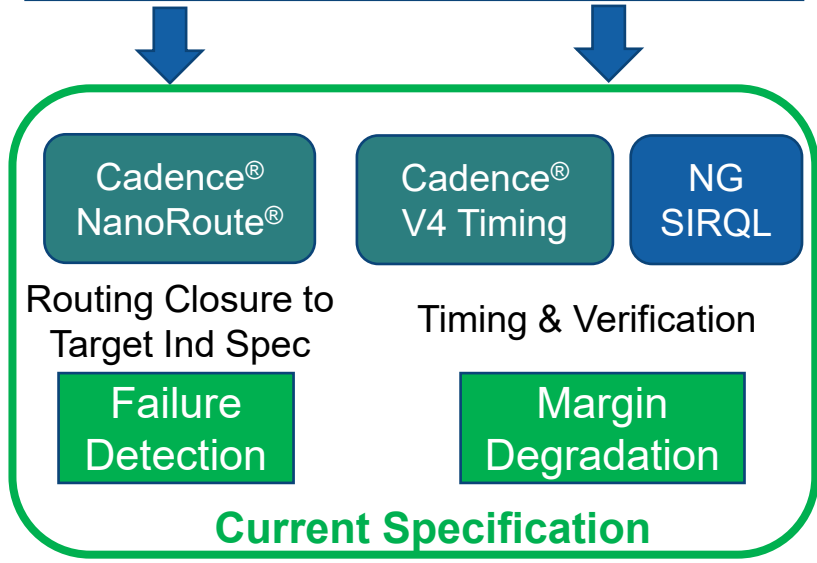 Cadence®
NanoRoute®
Cadence®
V4 Timing
NG
SIRQL
Routing Closure to
Target Ind Spec
Timing & Verification
Failure
Detection
Margin
Degradation
Current Specification